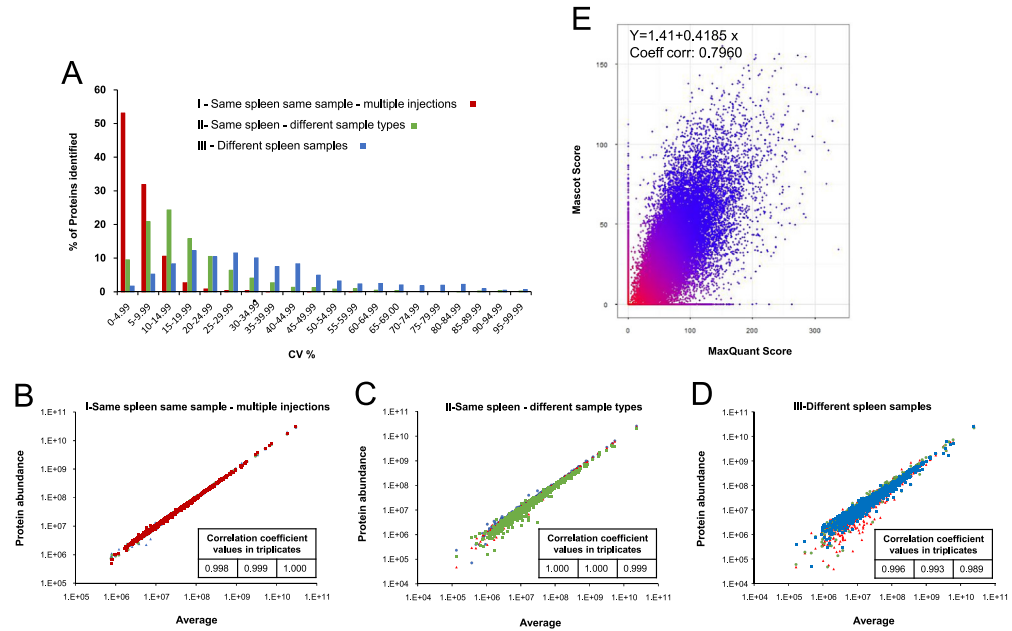 A
60
50
40
30
20
10
0
% of Proteins identified
I - Same spleen same sample - multiple injections
II- Same spleen - different sample types
III - Different spleen samples
0-4.99
5-9.99
10-14.99
15-19.99
20-24.99
25-29.99
30-34.99
35-39.99
40-44.99
45-49.99
50-54.99
55-59.99
60-64.99
65-69.00
70-74.99
75-79.99
80-84.99
85-89.99
90-94.99
95-99.99
CV %
E
Y=1.41+0.4185 x
Coeff corr: 0.7960
150
100
50
0
Mascot Score
0 100 200 300
MaxQuant Score
B
I-Same spleen same sample - multiple injections
1.E+11
1.E+10
1.E+09
1.E+08
1.E+07
1.E+06
1.E+05
Protein abundance
Correlation coefficient
values in triplicates
0.998 0.999 1.000
1.E+05 1.E+06 1.E+07 1.E+08 1.E+09 1.E+10 1.E+11
Average
C
II-Same spleen - different sample types
1.E+11
1.E+10
1.E+09
1.E+08
1.E+07
1.E+06
1.E+05
1.E+04
Protein abundance
Correlation coefficient
values in triplicates
1.000 1.000 0.999
1.E+04 1.E+05 1.E+06 1.E+07 1.E+08 1.E+09 1.E+10 1.E+11
Average
D
III-Different spleen samples
1.E+11
1.E+10
1.E+09
1.E+08
1.E+07
1.E+06
1.E+05
1.E+04
Protein abundance
Correlation coefficient
values in triplicates
0.996 0.993 0.989
1.E+04 1.E+05 1.E+06 1.E+07 1.E+08 1.E+09 1.E+10 1.E+11
Average